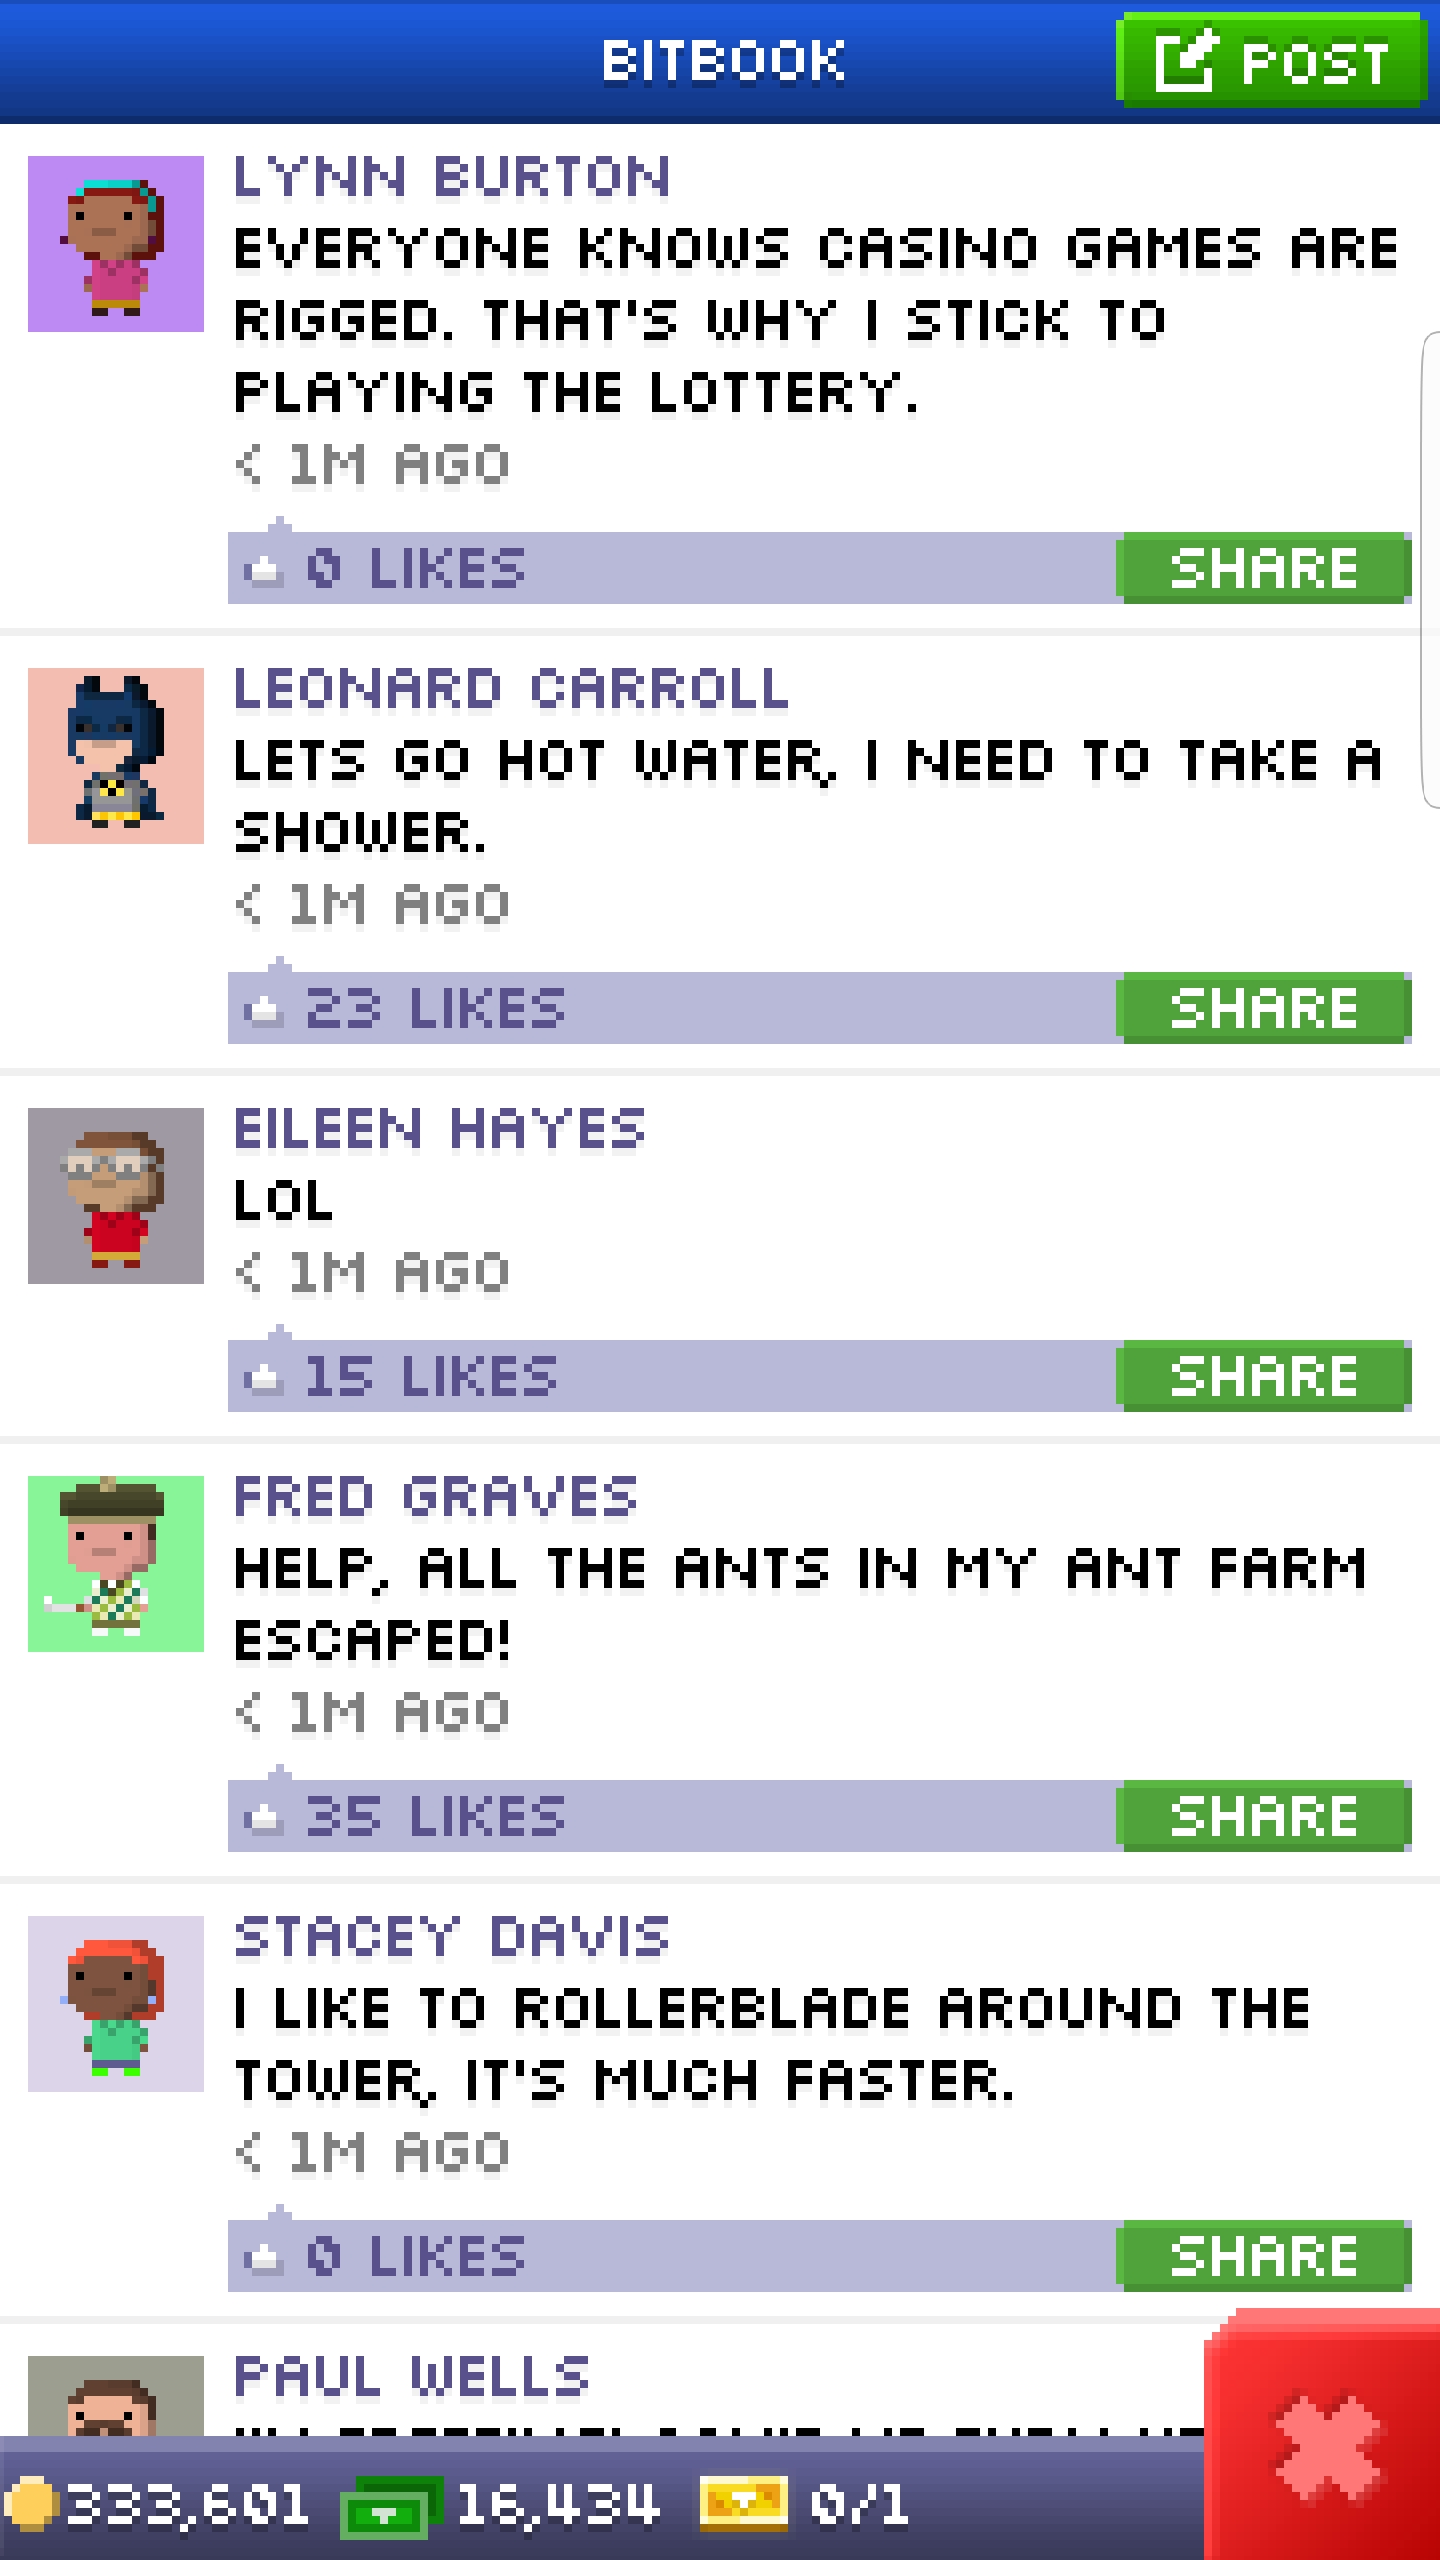 BITBOOK
POST
LYNN BURTON
EVERYONE KNOWS CASINO GAMES ARE
RIGGED. THAT'S WHY I STICK TO
PLAYING THE LOTTERY.
< 1M AGO
0 LIKES
SHARE
LEONARD CARROLL
LETS GO HOT WATER, I NEED TO TAKE A
SHOWER.
< 1M AGO
23 LIKES
SHARE
EILEEN HAYES
LOL
< 1M AGO
15 LIKES
SHARE
FRED GRAVES
HELP, ALL THE ANTS IN MY ANT FARM
ESCAPED!
< 1M AGO
35 LIKES
SHARE
STACEY DAVIS
I LIKE TO ROLLERBLADE AROUND THE
TOWER, IT'S MUCH FASTER.
< 1M AGO
0 LIKES
SHARE
PAUL WELLS
333,601
16,434
0/1